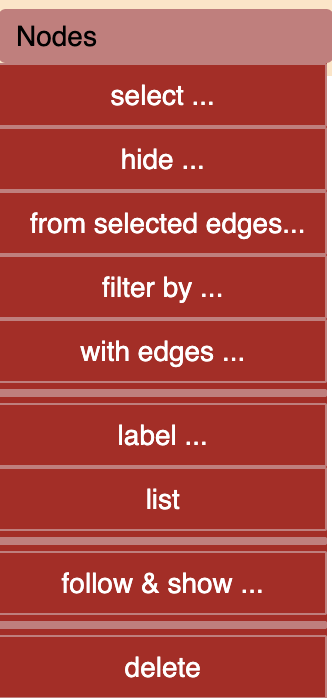 Nodes
select ...
hide ...
from selected edges...
filter by ...
with edges ...
label ...
list
follow & show ...
delete